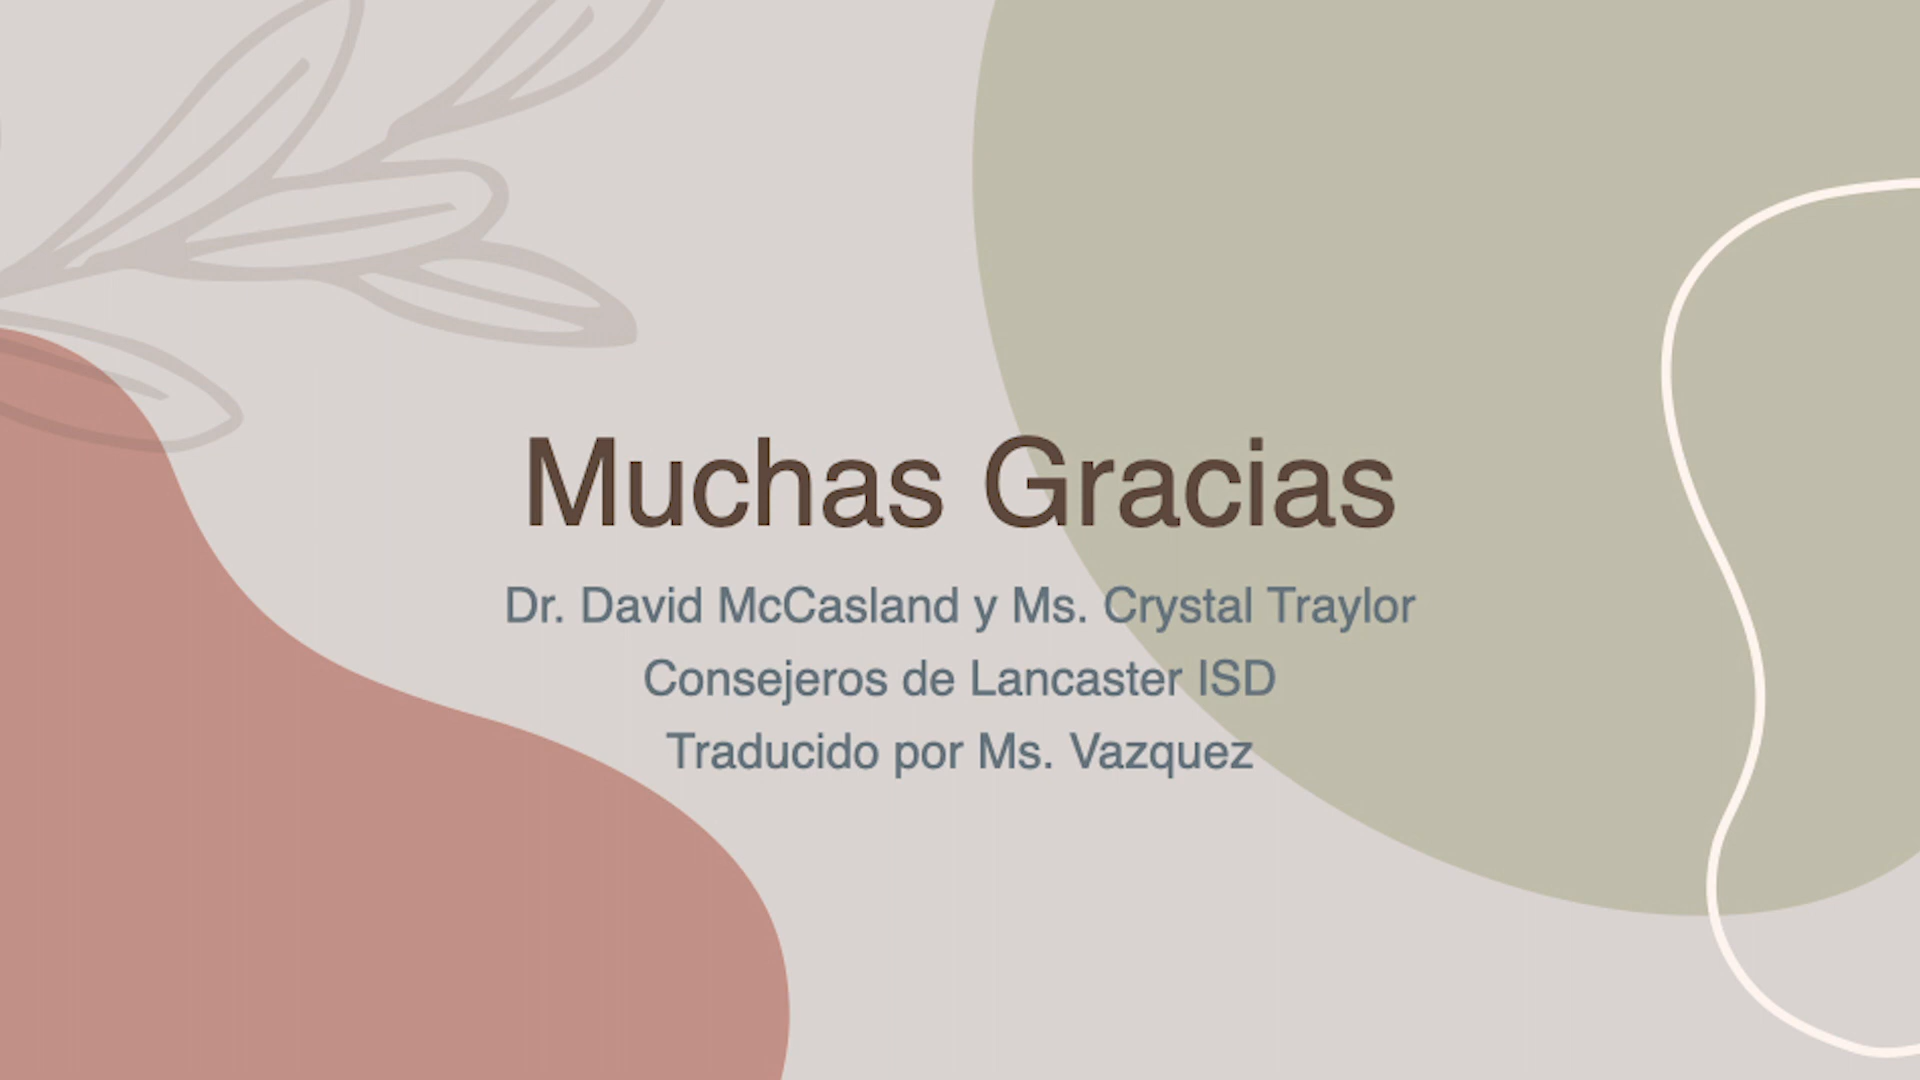 Muchas Gracias
Dr. David McCasland y Ms. Crystal Traylor
Consejeros de Lancaster ISD
Traducido por Ms. Vazquez